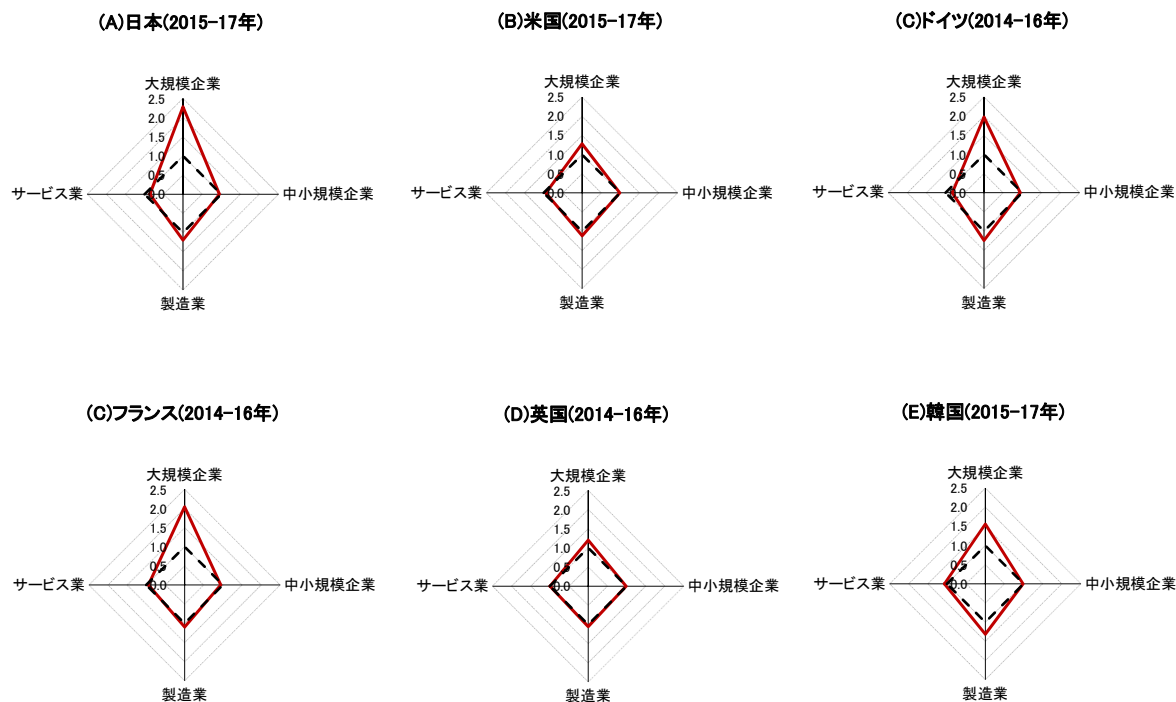 (A)日本(2015-17年)
大規模企業
2.5
2.0
1.5
1.0
0.5
0.0
サービス業
中小規模企業
製造業
(B)米国(2015-17年)
大規模企業
2.5
2.0
1.5
1.0
0.5
0.0
サービス業
中小規模企業
製造業
(C)ドイツ(2014-16年)
大規模企業
2.5
2.0
1.5
1.0
0.5
0.0
サービス業
中小規模企業
製造業
(C)フランス(2014-16年)
大規模企業
2.5
2.0
1.5
1.0
0.5
0.0
サービス業
中小規模企業
製造業
(D)英国(2014-16年)
大規模企業
2.5
2.0
1.5
1.0
0.5
0.0
サービス業
中小規模企業
製造業
(E)韓国(2015-17年)
大規模企業
2.5
2.0
1.5
1.0
0.5
0.0
サービス業
中小規模企業
製造業